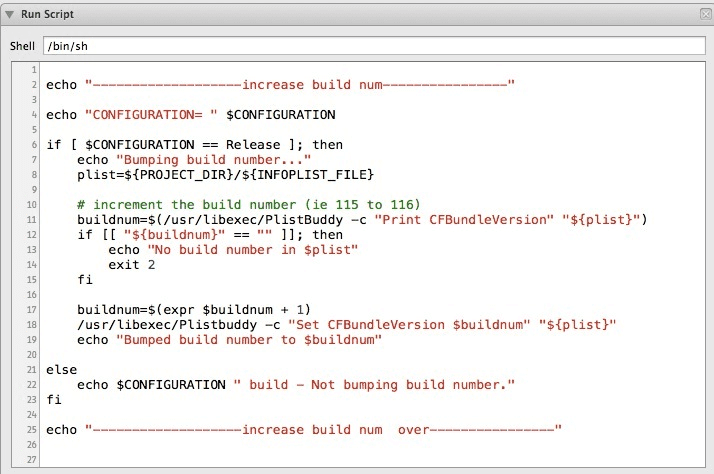 Run Script
Shell /bin/sh
1
2 echo "-------------------increase build num----------------"
3
4 echo "CONFIGURATION= " $CONFIGURATION
5
6 if [ $CONFIGURATION == Release ]; then
7 echo "Bumping build number..."
8 plist=${PROJECT_DIR}/${INFOPLIST_FILE}
9
10 # increment the build number (ie 115 to 116)
11 buildnum=$(/usr/libexec/PlistBuddy -c "Print CFBundleVersion" "${plist}")
12 if [[ "${buildnum}" == "" ]]; then
13 echo "No build number in $plist"
14 exit 2
15 fi
16
17 buildnum=$(expr $buildnum + 1)
18 /usr/libexec/Plistbuddy -c "Set CFBundleVersion $buildnum" "${plist}"
19 echo "Bumped build number to $buildnum"
20
21 else
22 echo $CONFIGURATION " build - Not bumping build number."
23 fi
24
25 echo "-------------------increase build num  over----------------"
26
27